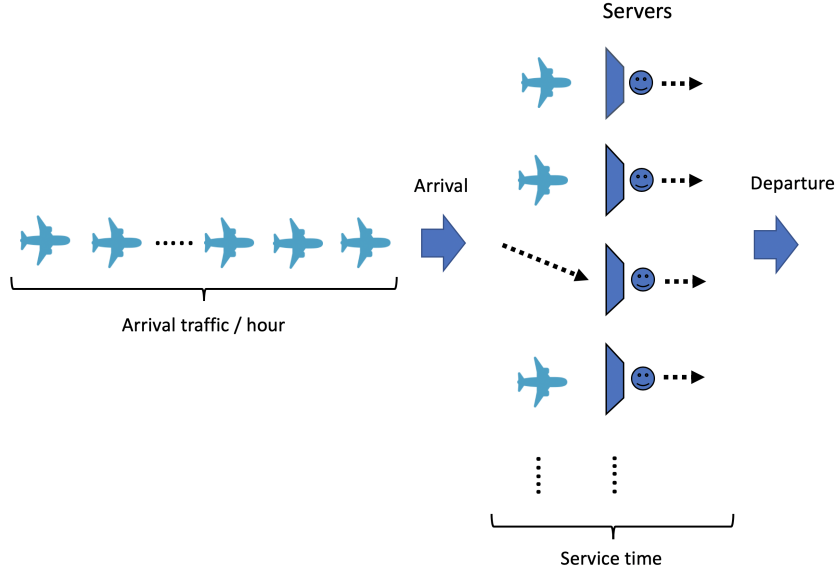 Servers
Arrival
Departure
Arrival traffic / hour
Service time